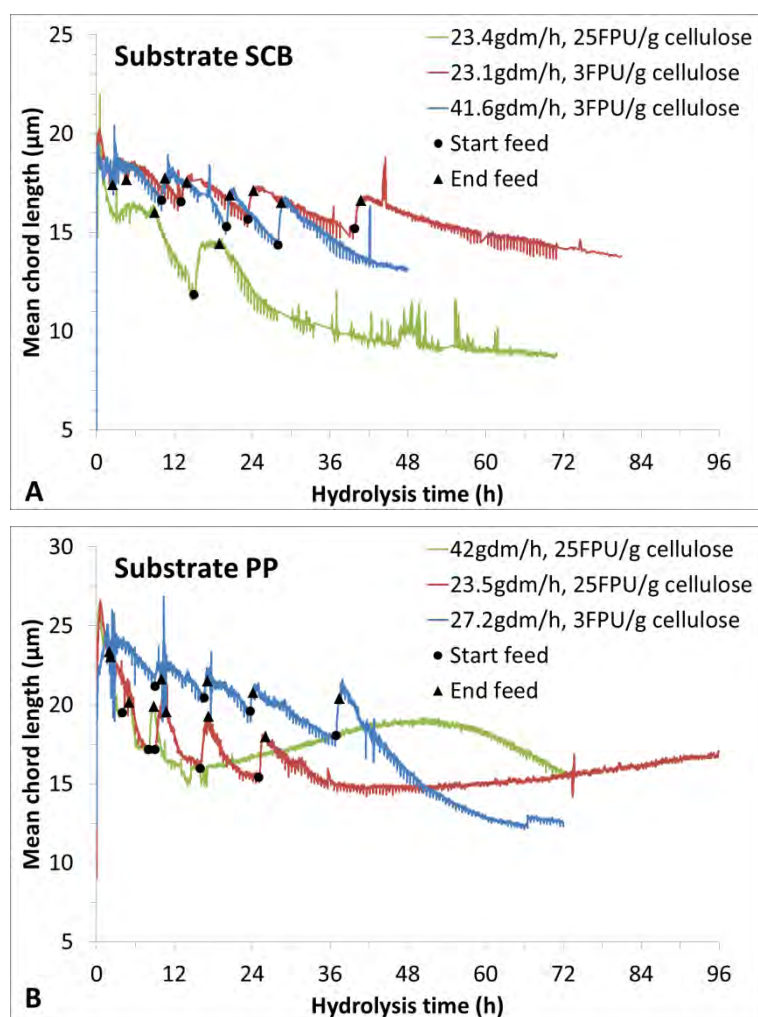 Substrate SCB
23.4gdm/h, 25FPU/g cellulose
23.1gdm/h, 3FPU/g cellulose
41.6gdm/h, 3FPU/g cellulose
Start feed
End feed
Mean chord length (µm)
25
20
15
10
5
0 12 24 36 48 60 72 84 96
Hydrolysis time (h)
A
Substrate PP
42gdm/h, 25FPU/g cellulose
23.5gdm/h, 25FPU/g cellulose
27.2gdm/h, 3FPU/g cellulose
Start feed
End feed
Mean chord length (µm)
30
25
20
15
10
5
0 12 24 36 48 60 72 84 96
Hydrolysis time (h)
B